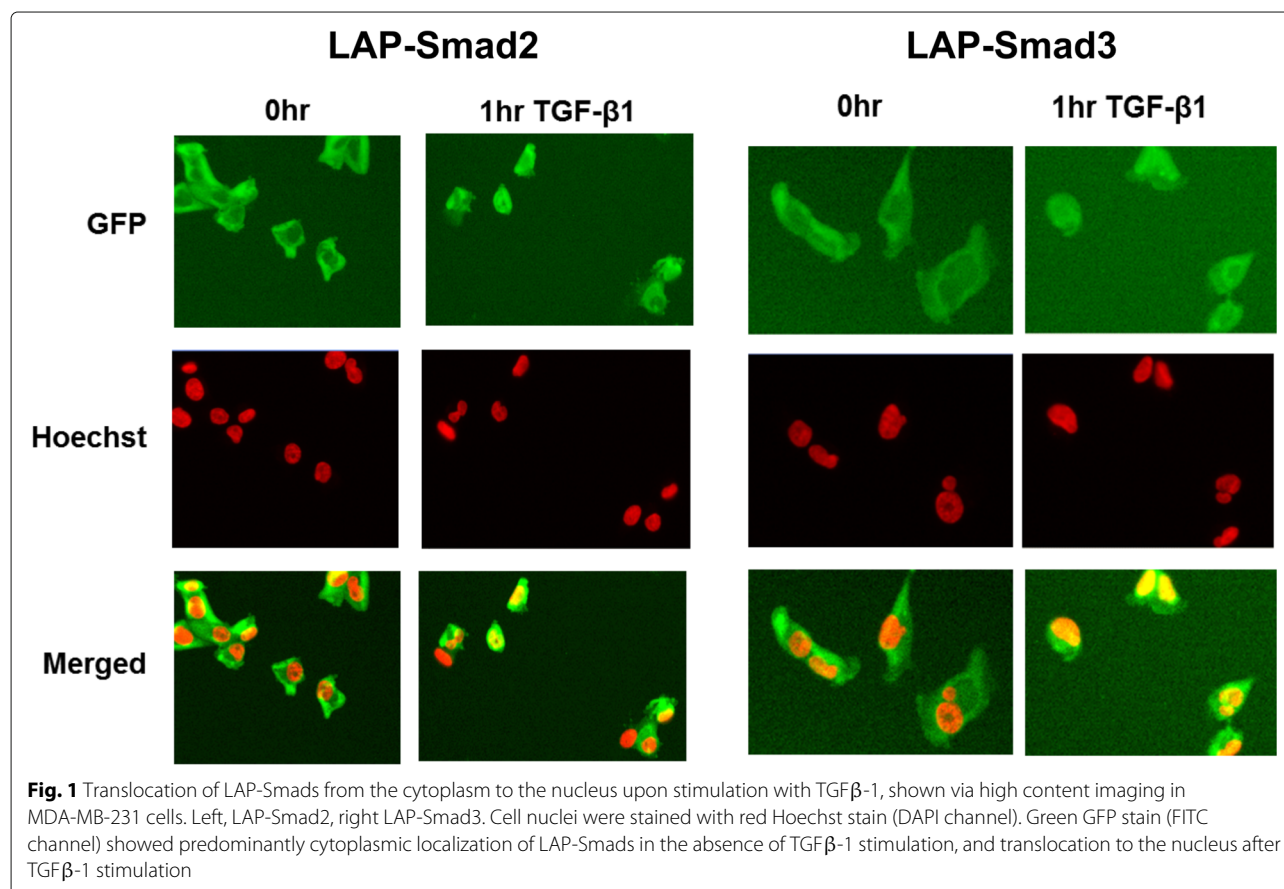 LAP-Smad2 LAP-Smad3
0hr 1hr TGF-β1 0hr 1hr TGF-β1
GFP
Hoechst
Merged
Fig. 1 Translocation of LAP-Smads from the cytoplasm to the nucleus upon stimulation with TGFβ-1, shown via high content imaging in
MDA-MB-231 cells. Left, LAP-Smad2, right LAP-Smad3. Cell nuclei were stained with red Hoechst stain (DAPI channel). Green GFP stain (FITC
channel) showed predominantly cytoplasmic localization of LAP-Smads in the absence of TGFβ-1 stimulation, and translocation to the nucleus after
TGFβ-1 stimulation